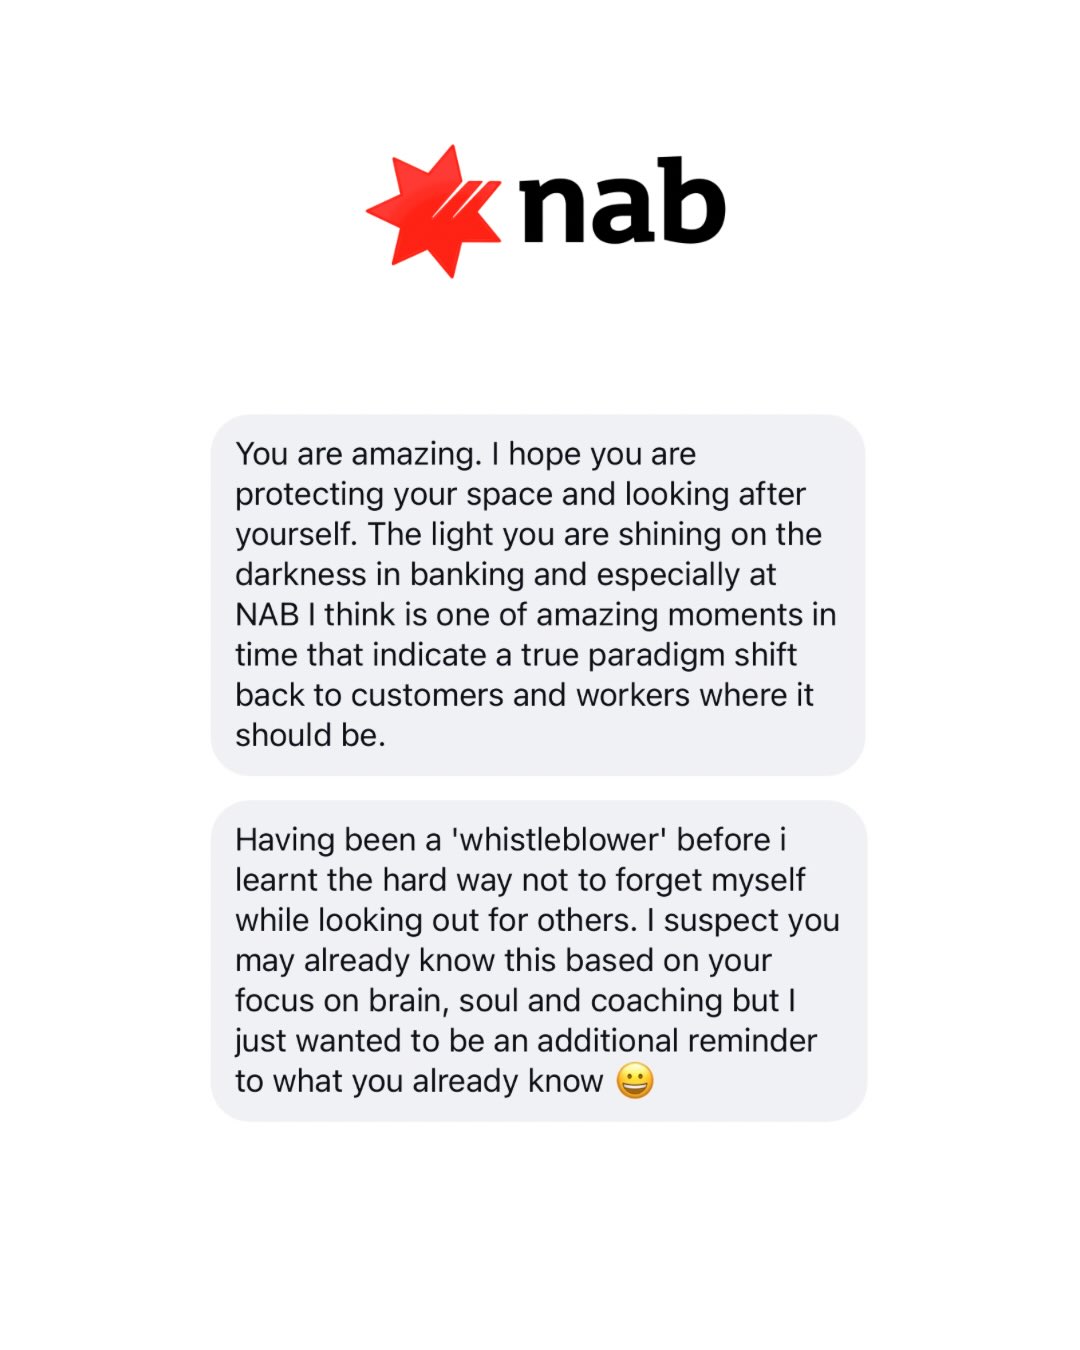 nab
You are amazing. I hope you are
protecting your space and looking after
yourself. The light you are shining on the
darkness in banking and especially at
NAB I think is one of amazing moments in
time that indicate a true paradigm shift
back to customers and workers where it
should be.
Having been a 'whistleblower' before i
learnt the hard way not to forget myself
while looking out for others. I suspect you
may already know this based on your
focus on brain, soul and coaching but I
just wanted to be an additional reminder
to what you already know 😀